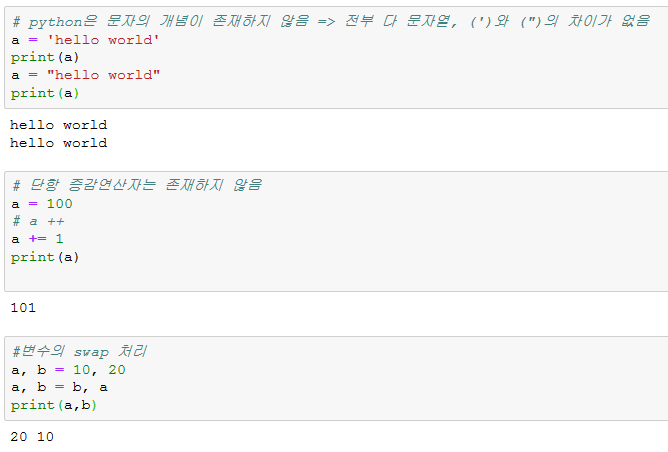 # python은 문자의 개념이 존재하지 않음 => 전부 다 문자열, (')와 (")의 차이가 없음
a = 'hello world'
print(a)
a = "hello world"
print(a)
hello world
hello world
# 단항 증감연산자는 존재하지 않음
a = 100
# a ++
a += 1
print(a)
101
#변수의 swap 처리
a, b = 10, 20
a, b = b, a
print(a,b)
20 10